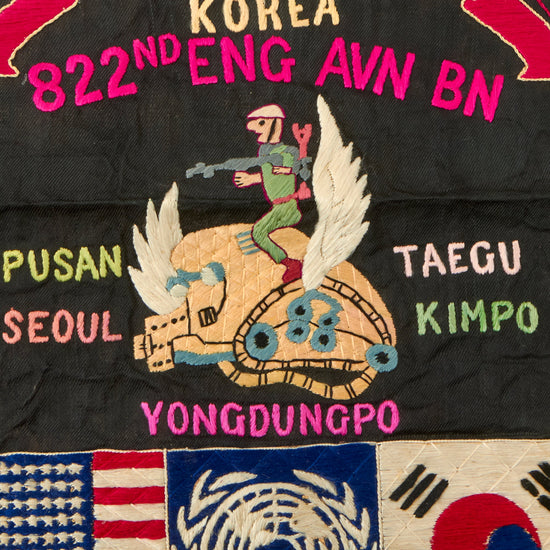 KOREA
822ND ENG AVN BN
PUSAN
TAEGU
SEOUL
KIMPO
YONGDUNGPO